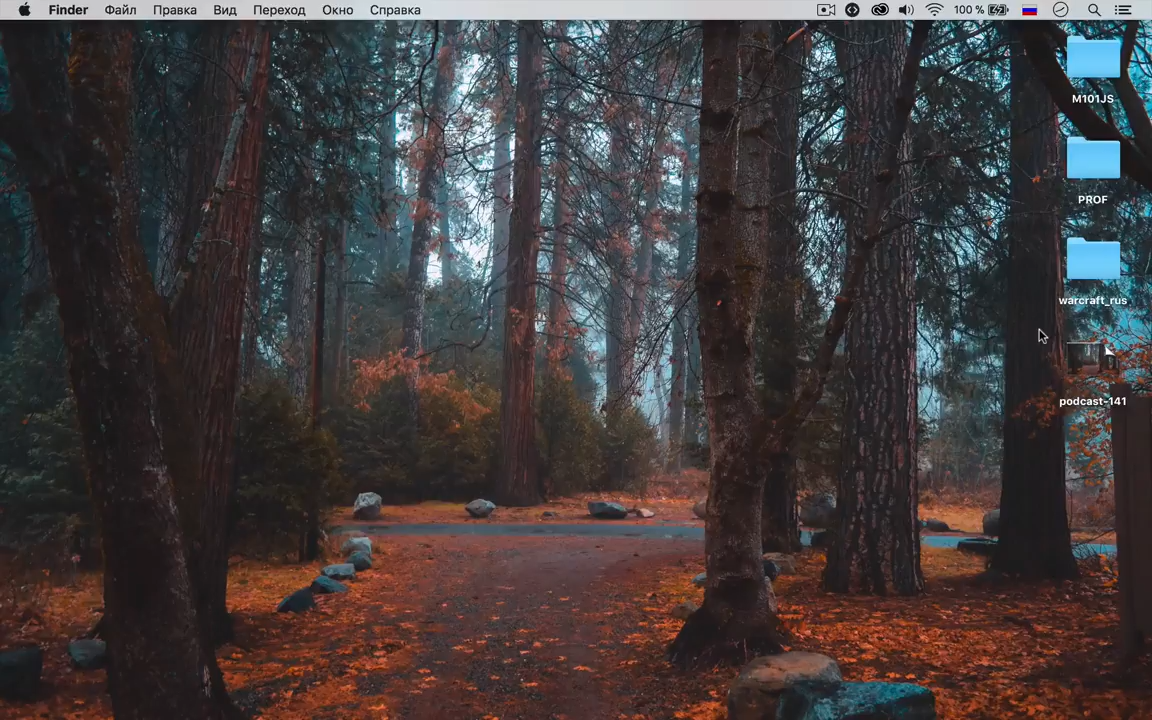 Finder Файл Правка Вид Переход Окно Справка 100 %
M101JS
PROF
warcraft_rus
podcast-141